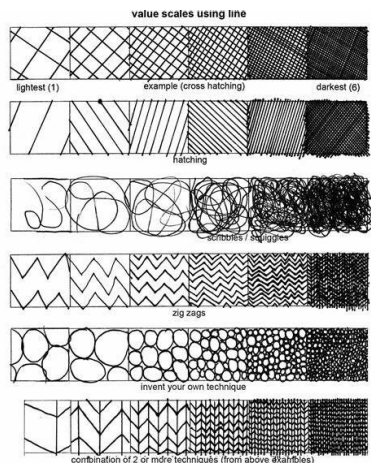 value scales using line
lightest (1) example (cross hatching) darkest (6)
hatching
scribbles / squiggles
zig zags
invent your own technique
combination of 2 or more techniques (from above examples)